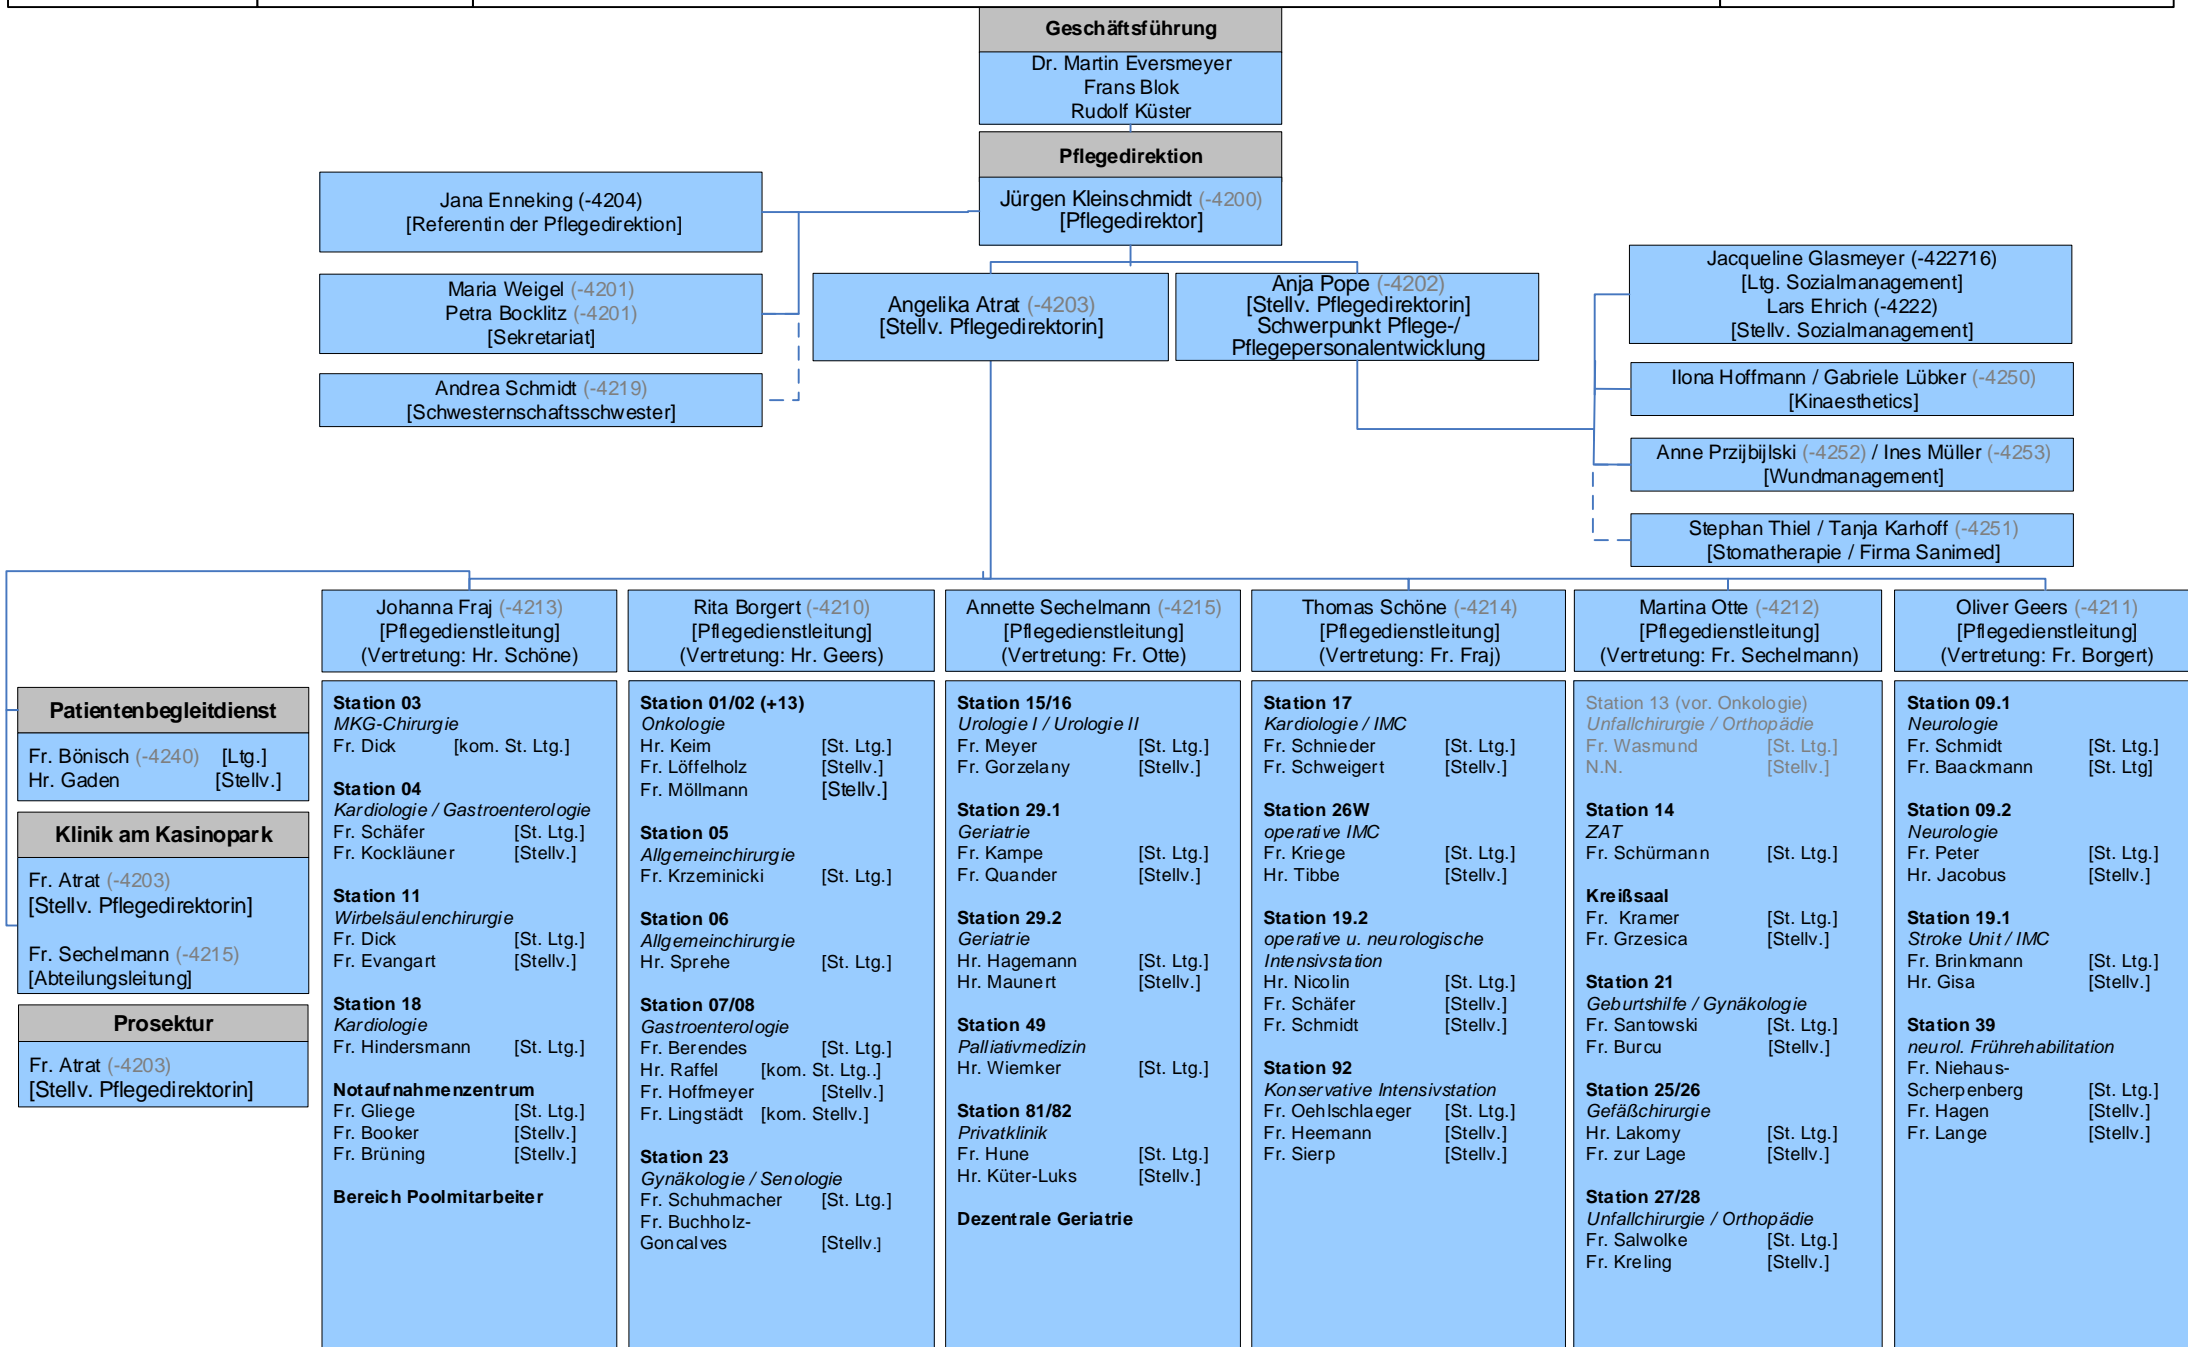 Geschäftsführung
Dr. Martin Eversmeyer
Frans Blok
Rudolf Küster
Pflegedirektion
Jürgen Kleinschmidt (-4200)
[Pflegedirektor]
Jana Enneking (-4204)
[Referentin der Pflegedirektion]
Maria Weigel (-4201)
Petra Bocklitz (-4201)
[Sekretariat]
Andrea Schmidt (-4219)
[Schwesternschaftsschwester]
Angelika Atrat (-4203)
[Stellv. Pflegedirektorin]
Anja Pope (-4202)
[Stellv. Pflegedirektorin]
Schwerpunkt Pflege-/
Pflegepersonalentwicklung
Jacqueline Glasmeyer (-422716)
[Ltg. Sozialmanagement]
Lars Ehrich (-4222)
[Stellv. Sozialmanagement]
Ilona Hoffmann / Gabriele Lübker (-4250)
[Kinaesthetics]
Anne Przijbijlski (-4252) / Ines Müller (-4253)
[Wundmanagement]
Stephan Thiel / Tanja Karhoff (-4251)
[Stomatherapie / Firma Sanimed]
Patientenbegleitdienst
Fr. Bönisch (-4240) [Ltg.]
Hr. Gaden [Stellv.]
Klinik am Kasinopark
Fr. Atrat (-4203)
[Stellv. Pflegedirektorin]
Fr. Sechelmann (-4215)
[Abteilungsleitung]
Prosektur
Fr. Atrat (-4203)
[Stellv. Pflegedirektorin]
Johanna Fraj (-4213)
[Pflegedienstleitung]
(Vertretung: Hr. Schöne)
Station 03
MKG-Chirurgie
Fr. Dick [kom. St. Ltg.]
Station 04
Kardiologie / Gastroenterologie
Fr. Schäfer [St. Ltg.]
Fr. Kockläuner [Stellv.]
Station 11
Wirbelsäulenchirurgie
Fr. Dick [St. Ltg.]
Fr. Evangart [Stellv.]
Station 18
Kardiologie
Fr. Hindersmann [St. Ltg.]
Notaufnahmenzentrum
Fr. Gliege [St. Ltg.]
Fr. Booker [Stellv.]
Fr. Brüning [Stellv.]
Bereich Poolmitarbeiter
Rita Borgert (-4210)
[Pflegedienstleitung]
(Vertretung: Hr. Geers)
Station 01/02 (+13)
Onkologie
Hr. Keim [St. Ltg.]
Fr. Löffelholz [Stellv.]
Fr. Möllmann [Stellv.]
Station 05
Allgemeinchirurgie
Fr. Krzeminicki [St. Ltg.]
Station 06
Allgemeinchirurgie
Hr. Sprehe [St. Ltg.]
Station 07/08
Gastroenterologie
Fr. Berendes [St. Ltg.]
Hr. Raffel [kom. St. Ltg..]
Fr. Hoffmeyer [Stellv.]
Fr. Lingstädt [kom. Stellv.]
Station 23
Gynäkologie / Senologie
Fr. Schuhmacher [St. Ltg.]
Fr. Buchholz-
Goncalves [Stellv.]
Annette Sechelmann (-4215)
[Pflegedienstleitung]
(Vertretung: Fr. Otte)
Station 15/16
Urologie I / Urologie II
Fr. Meyer [St. Ltg.]
Fr. Gorzelany [Stellv.]
Station 29.1
Geriatrie
Fr. Kampe [St. Ltg.]
Fr. Quander [Stellv.]
Station 29.2
Geriatrie
Hr. Hagemann [St. Ltg.]
Hr. Maunert [Stellv.]
Station 49
Palliativmedizin
Hr. Wiemker [St. Ltg.]
Station 81/82
Privatklinik
Fr. Hune [St. Ltg.]
Hr. Küter-Luks [Stellv.]
Dezentrale Geriatrie
Thomas Schöne (-4214)
[Pflegedienstleitung]
(Vertretung: Fr. Fraj)
Station 17
Kardiologie / IMC
Fr. Schnieder [St. Ltg.]
Fr. Schweigert [Stellv.]
Station 26W
operative IMC
Fr. Kriege [St. Ltg.]
Hr. Tibbe [Stellv.]
Station 19.2
operative u. neurologische
Intensivstation
Hr. Nicolin [St. Ltg.]
Fr. Schäfer [Stellv.]
Fr. Schmidt [Stellv.]
Station 92
Konservative Intensivstation
Fr. Oehlschlaeger [St. Ltg.]
Fr. Heemann [Stellv.]
Fr. Sierp [Stellv.]
Martina Otte (-4212)
[Pflegedienstleitung]
(Vertretung: Fr. Sechelmann)
Station 13 (vor. Onkologie)
Unfallchirurgie / Orthopädie
Fr. Wasmund [St. Ltg.]
N.N. [Stellv.]
Station 14
ZAT
Fr. Schürmann [St. Ltg.]
Kreißsaal
Fr. Kramer [St. Ltg.]
Fr. Grzesica [Stellv.]
Station 21
Geburtshilfe / Gynäkologie
Fr. Santowski [St. Ltg.]
Fr. Burcu [Stellv.]
Station 25/26
Gefäßchirurgie
Hr. Lakomy [St. Ltg.]
Fr. zur Lage [Stellv.]
Station 27/28
Unfallchirurgie / Orthopädie
Fr. Salwolke [St. Ltg.]
Fr. Kreling [Stellv.]
Oliver Geers (-4211)
[Pflegedienstleitung]
(Vertretung: Fr. Borgert)
Station 09.1
Neurologie
Fr. Schmidt [St. Ltg.]
Fr. Baackmann [St. Ltg]
Station 09.2
Neurologie
Fr. Peter [St. Ltg.]
Hr. Jacobus [Stellv.]
Station 19.1
Stroke Unit / IMC
Fr. Brinkmann [St. Ltg.]
Hr. Gisa [Stellv.]
Station 39
neurol. Frührehabilitation
Fr. Niehaus-
Scherpenberg [St. Ltg.]
Fr. Hagen [Stellv.]
Fr. Lange [Stellv.]